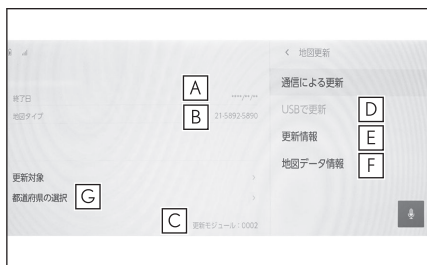 地図更新
通信による更新
A
終了日 ****/**/**
B
地図タイプ 21-5892-5890
USBで更新 D
更新情報 E
地図データ情報 F
更新対象
都道府県の選択 G
C 更新モジュール：0002